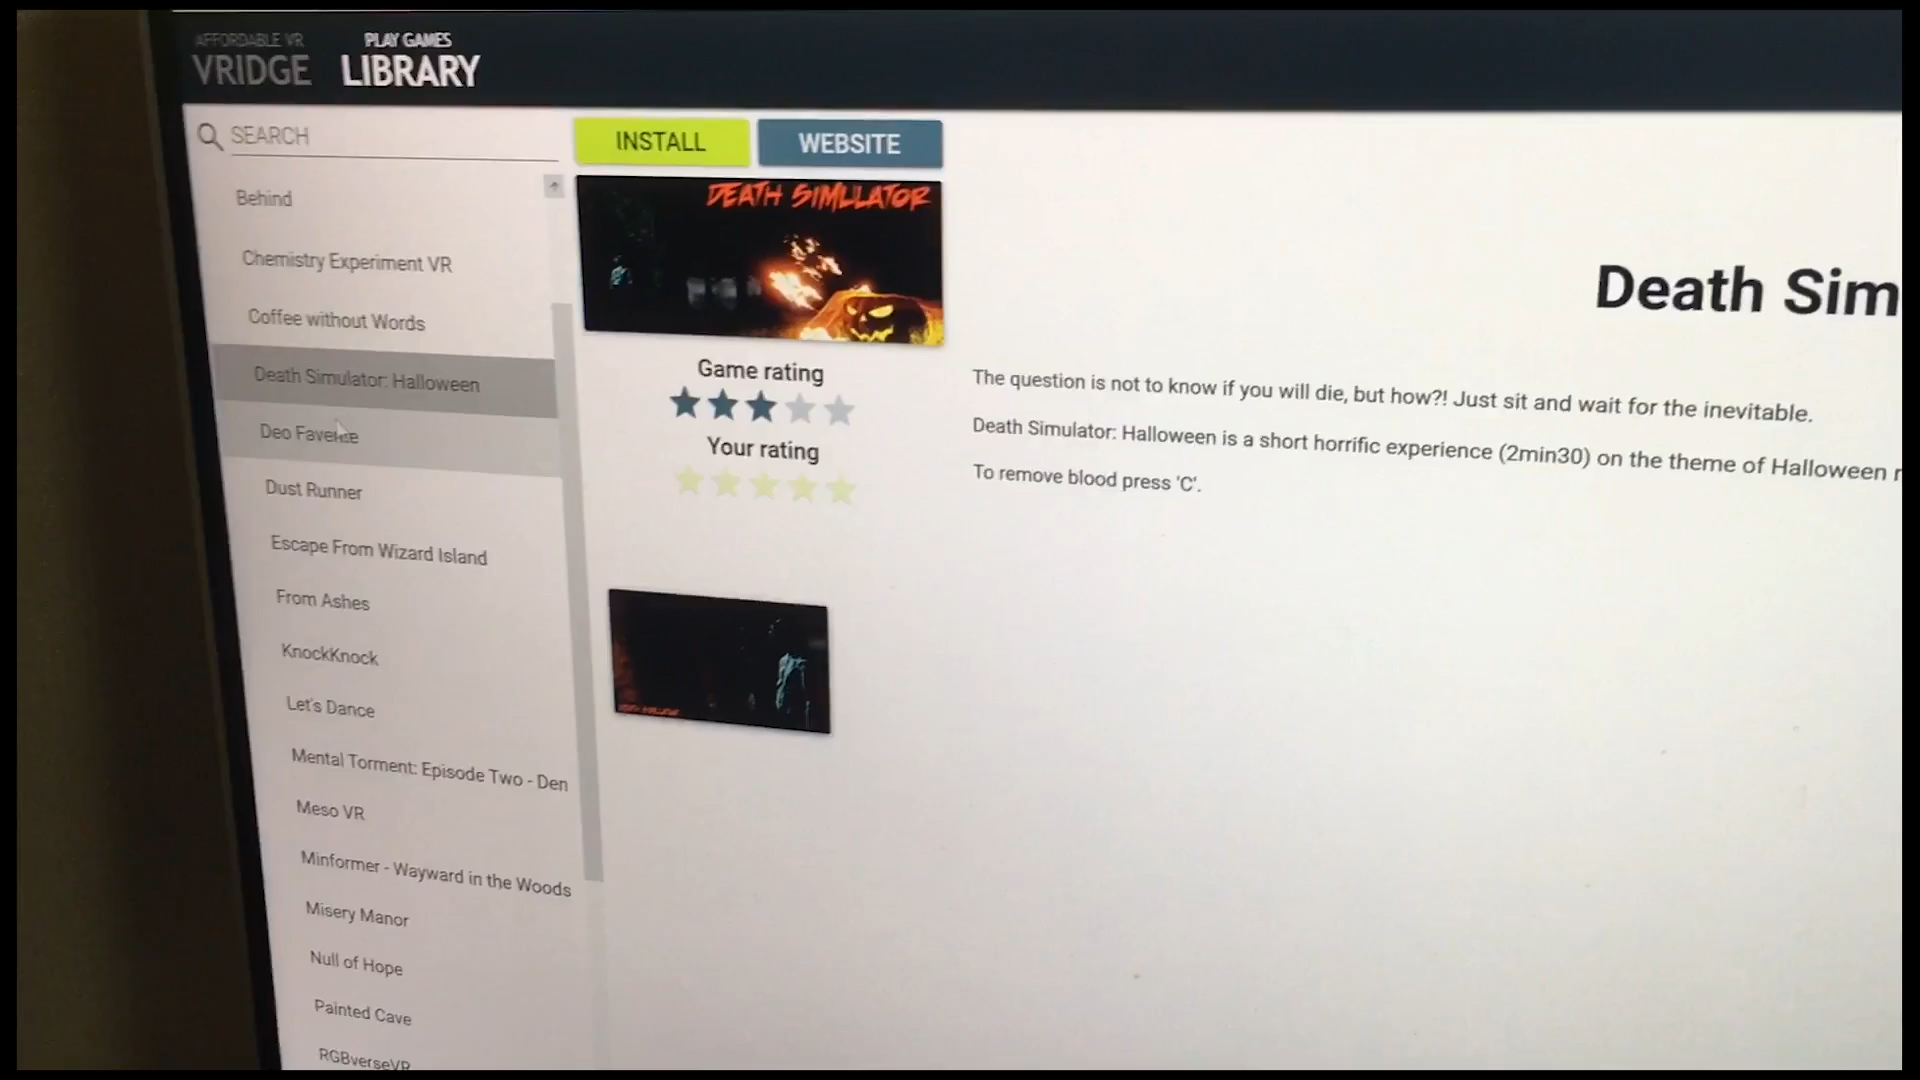 AFFORDABLE VR
VRIDGE
PLAY GAMES
LIBRARY
SEARCH
INSTALL
WEBSITE
Behind
Chemistry Experiment VR
Coffee without Words
Death Simulator: Halloween
Deo Favente
Dust Runner
Escape From Wizard Island
From Ashes
KnockKnock
Let's Dance
Mental Torment: Episode Two - Den
Meso VR
Minformer - Wayward in the Woods
Misery Manor
Null of Hope
Painted Cave
RGBverseVR
DEATH SIMULATOR
Game rating
Your rating
Death Sim
The question is not to know if you will die, but how?! Just sit and wait for the inevitable.
Death Simulator: Halloween is a short horrific experience (2min30) on the theme of Halloween r
To remove blood press 'C'.